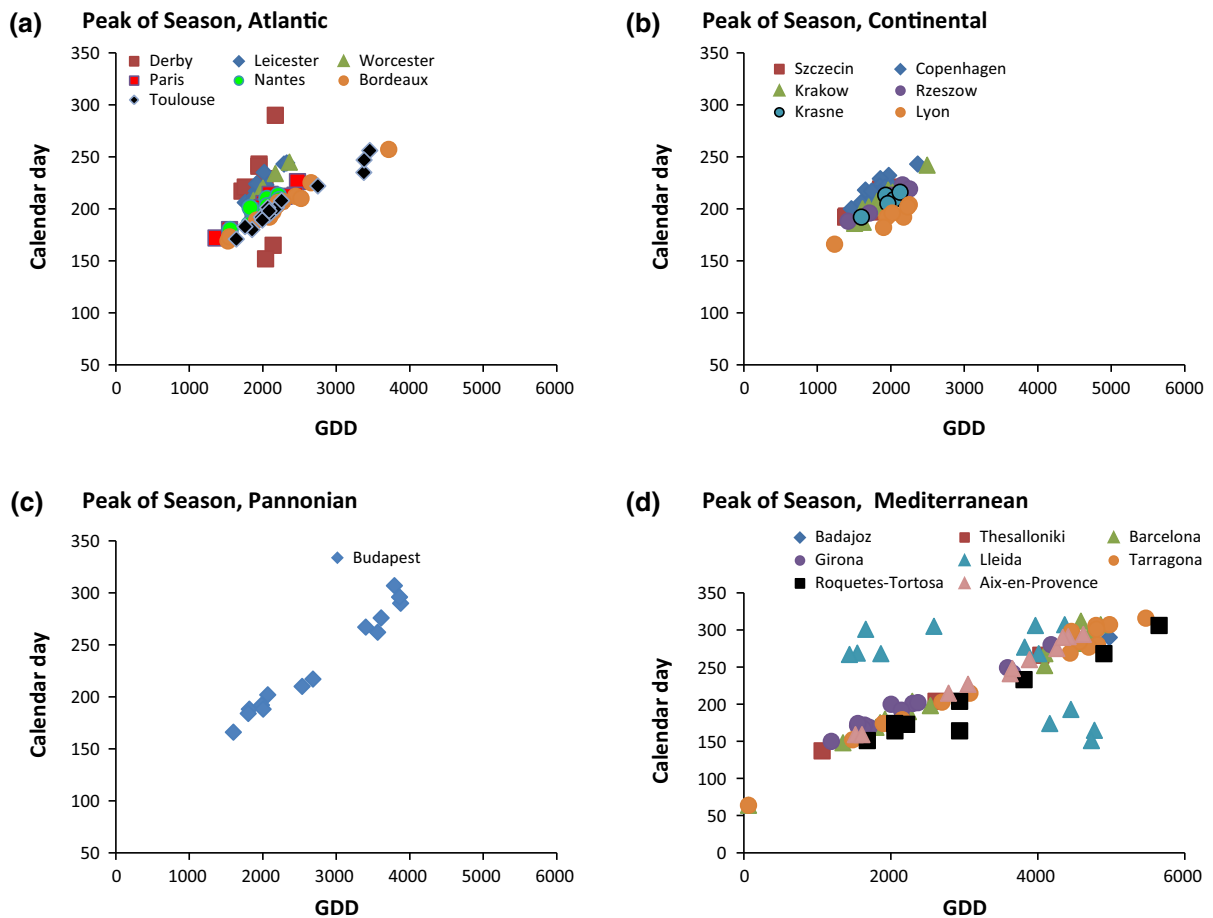 (a) Peak of Season, Atlantic
Derby Leicester Worcester
Paris Nantes Bordeaux
Toulouse
Calendar day
350
300
250
200
150
100
50
0 1000 2000 3000 4000 5000 6000
GDD
(b) Peak of Season, Continental
Szczecin Copenhagen
Krakow Rzeszow
Krasne Lyon
Calendar day
350
300
250
200
150
100
50
0 1000 2000 3000 4000 5000 6000
GDD
(c) Peak of Season, Pannonian
Budapest
Calendar day
350
300
250
200
150
100
50
0 1000 2000 3000 4000 5000 6000
GDD
(d) Peak of Season, Mediterranean
Badajoz Thesalloniki Barcelona
Girona Lleida Tarragona
Roquetes-Tortosa Aix-en-Provence
Calendar day
350
300
250
200
150
100
50
0
0 2000 4000 6000
GDD